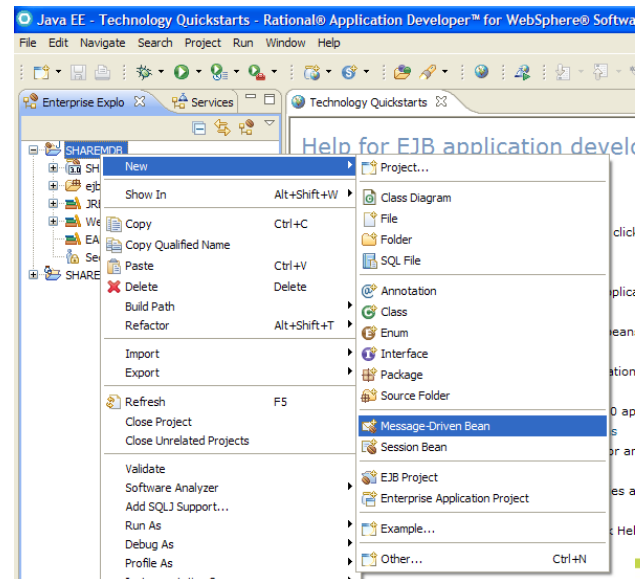 Java EE - Technology Quickstarts - Rational® Application Developer™ for WebSphere® Softwa
File Edit Navigate Search Project Run Window Help
Enterprise Explo Services
Technology Quickstarts
Help for EJB application develo
SHAREMDB
SH
ejb
JRE
We
EA
Sec
SHARE
New
Show In Alt+Shift+W
Copy Ctrl+C
Copy Qualified Name
Paste Ctrl+V
Delete Delete
Build Path
Refactor Alt+Shift+T
Import
Export
Refresh F5
Close Project
Close Unrelated Projects
Validate
Software Analyzer
Add SQLJ Support...
Run As
Debug As
Profile As
Project...
Class Diagram
File
Folder
SQL File
Annotation
Class
Enum
Interface
Package
Source Folder
Message-Driven Bean
Session Bean
EJB Project
Enterprise Application Project
Example...
Other... Ctrl+N
click
plica
ean
ation
0 ap
s
or an
es a
Hel